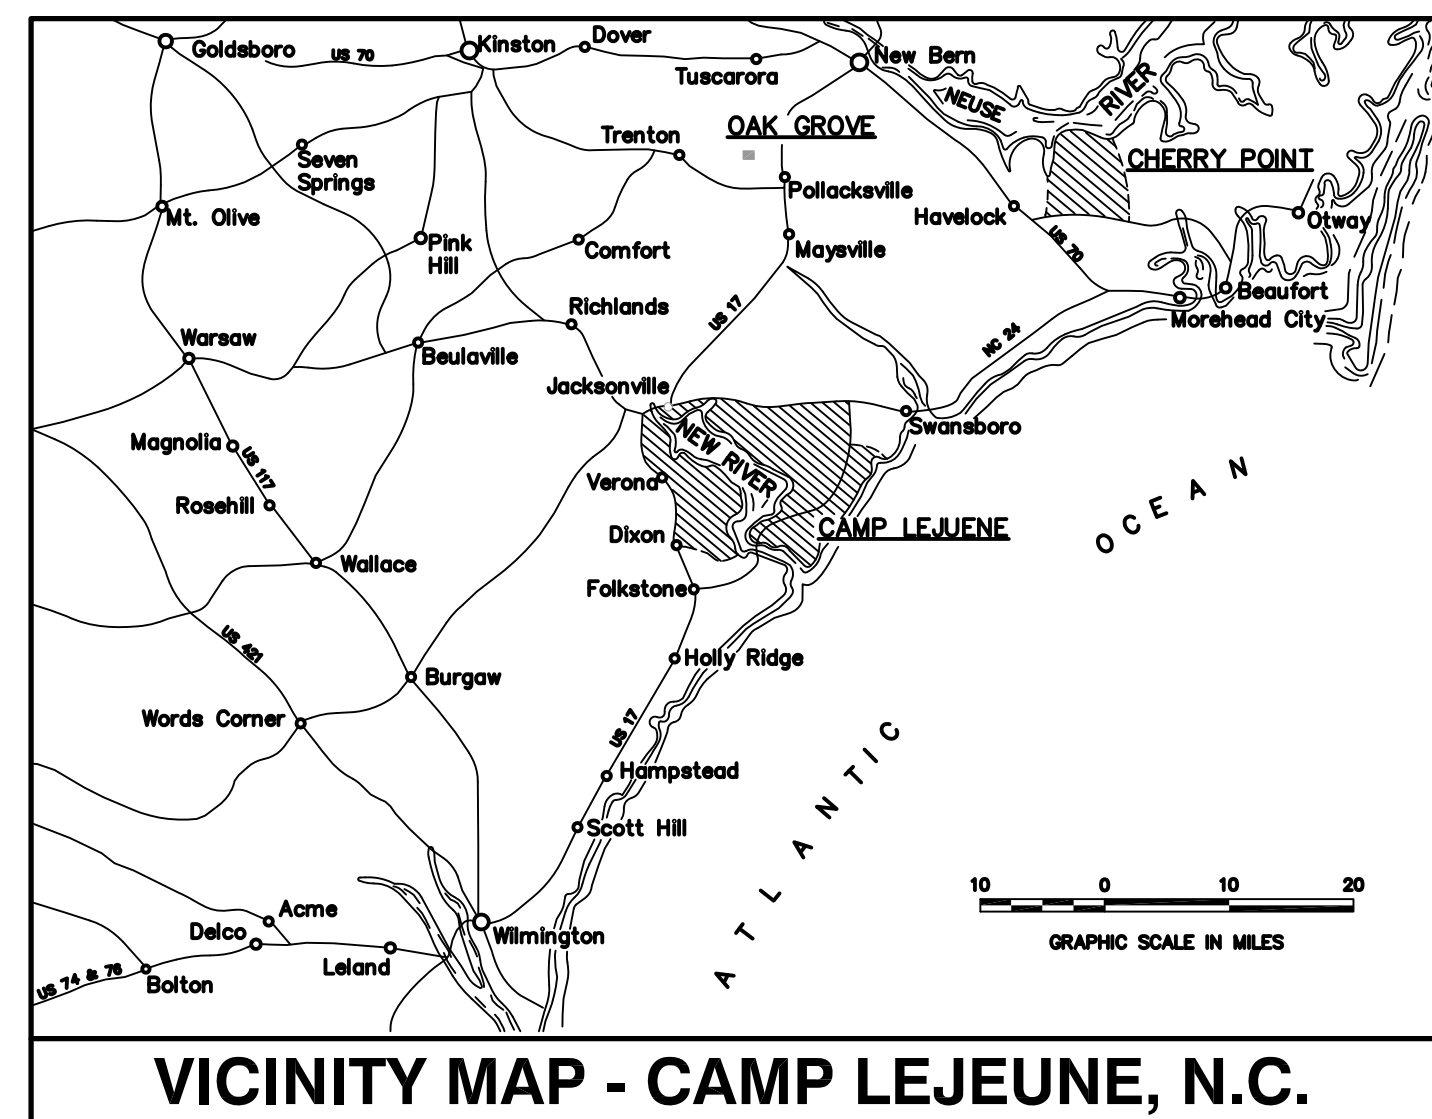 Goldsboro
US 70
Kinston
Dover
Tuscarora
New Bern
NEUSE
RIVER
OAK GROVE
Trenton
Seven
Springs
CHERRY POINT
Pollacksville
Mt. Olive
Havelock
Otway
Pink
Hill
Comfort
Maysville
US 70
Beaufort
Richlands
US 17
Morehead City
NC 24
Warsaw
Beulaville
Jacksonville
Swansboro
Magnolia
US 117
NEW RIVER
Verona
Rosehill
OCEAN
Dixon
CAMP LEJUENE
Wallace
Folkstone
US 421
Holly Ridge
Burgaw
Words Corner
US 17
Hampstead
Scott Hill
ATLANTIC
10 0 10 20
GRAPHIC SCALE IN MILES
Acme
Delco
Wilmington
Leland
US 74 & 76
Bolton
VICINITY MAP - CAMP LEJEUNE, N.C.